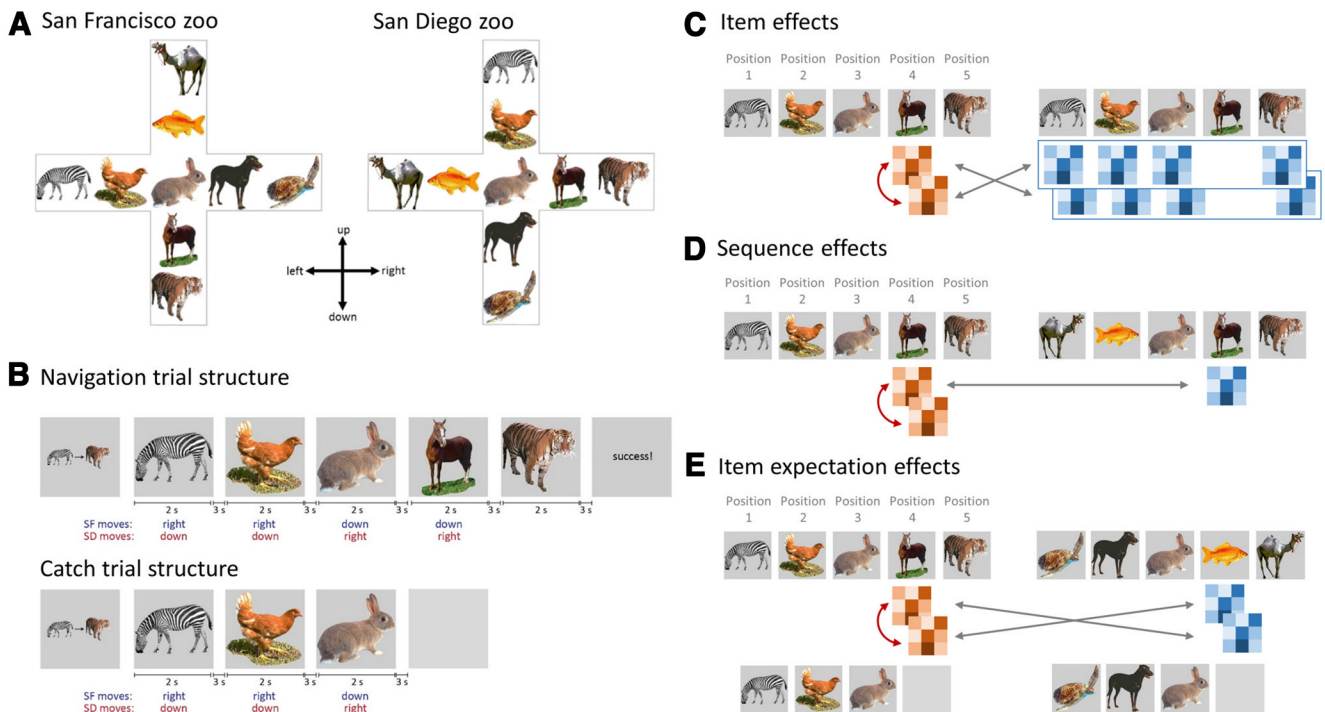 A
San Francisco zoo
San Diego zoo
up
left
right
down
B Navigation trial structure
success!
2 s 3 s 2 s 3 s 2 s 3 s 2 s 3 s 2 s 3 s
SF moves: right right down down
SD moves: down down right right
Catch trial structure
2 s 3 s 2 s 3 s 2 s 3 s
SF moves: right right down
SD moves: down down right
C Item effects
Position Position Position Position Position
1 2 3 4 5
D Sequence effects
Position Position Position Position Position
1 2 3 4 5
E Item expectation effects
Position Position Position Position Position
1 2 3 4 5